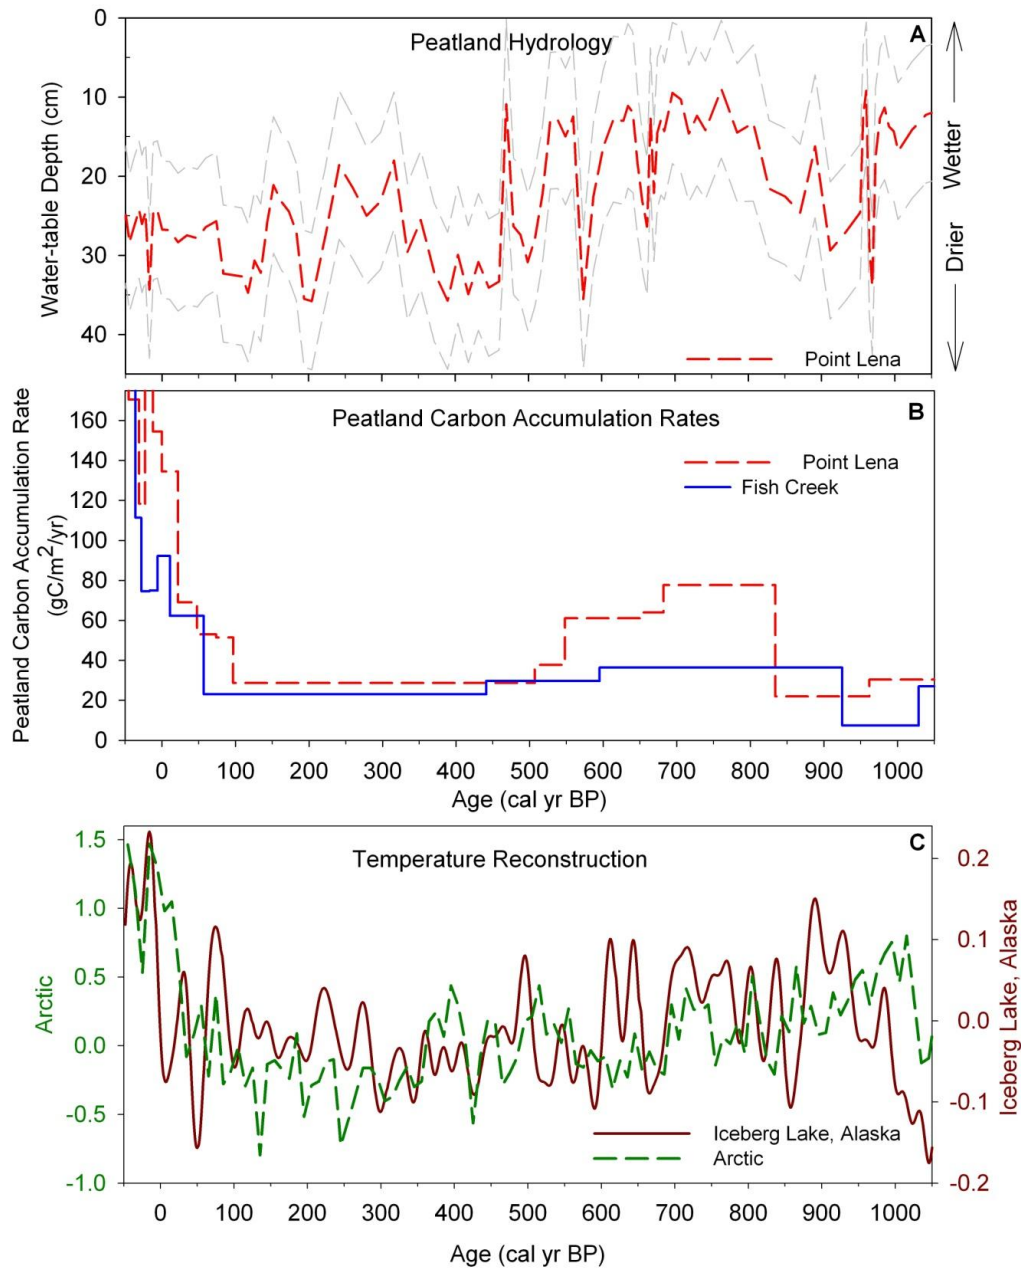 Peatland Hydrology
A
0
10
20
30
40
Water-table Depth (cm)
Wetter
Drier
Point Lena
Peatland Carbon Accumulation Rates
B
160
140
120
100
80
60
40
20
0
Peatland Carbon Accumulation Rate
(gC/m²/yr)
Point Lena
Fish Creek
0 100 200 300 400 500 600 700 800 900 1000
Age (cal yr BP)
Temperature Reconstruction
C
1.5
1.0
0.5
0.0
-0.5
-1.0
Arctic
0.2
0.1
0.0
-0.1
-0.2
Iceberg Lake, Alaska
Iceberg Lake, Alaska
Arctic
0 100 200 300 400 500 600 700 800 900 1000
Age (cal yr BP)